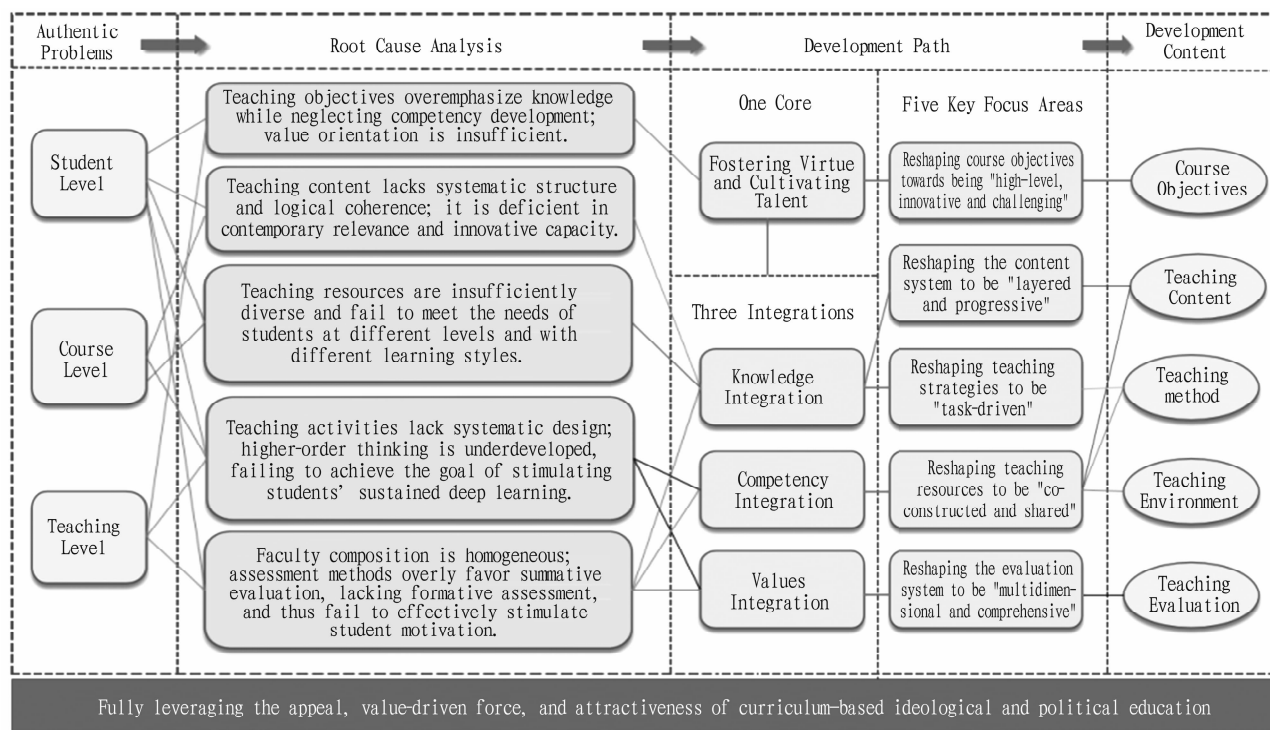 Authentic
Problems
Root Cause Analysis
Development Path
Development
Content
Student
Level
Course
Level
Teaching
Level
Teaching objectives overemphasize knowledge
while neglecting competency development;
value orientation is insufficient.
Teaching content lacks systematic structure
and logical coherence; it is deficient in
contemporary relevance and innovative capacity.
Teaching resources are insufficiently
diverse and fail to meet the needs of
students at different levels and with
different learning styles.
Teaching activities lack systematic design;
higher-order thinking is underdeveloped,
failing to achieve the goal of stimulating
students' sustained deep learning.
Faculty composition is homogeneous;
assessment methods overly favor summative
evaluation, lacking formative assessment,
and thus fail to effectively stimulate
student motivation.
One Core
Fostering Virtue
and Cultivating
Talent
Three Integrations
Knowledge
Integration
Competency
Integration
Values
Integration
Five Key Focus Areas
Reshaping course objectives
towards being "high-level,
innovative and challenging"
Reshaping the content
system to be "layered
and progressive"
Reshaping teaching
strategies to be
"task-driven"
Reshaping teaching
resources to be "co-
constructed and shared"
Reshaping the evaluation
system to be "multidimen-
sional and comprehensive"
Course
Objectives
Teaching
Content
Teaching
method
Teaching
Environment
Teaching
Evaluation
Fully leveraging the appeal, value-driven force, and attractiveness of curriculum-based ideological and political education